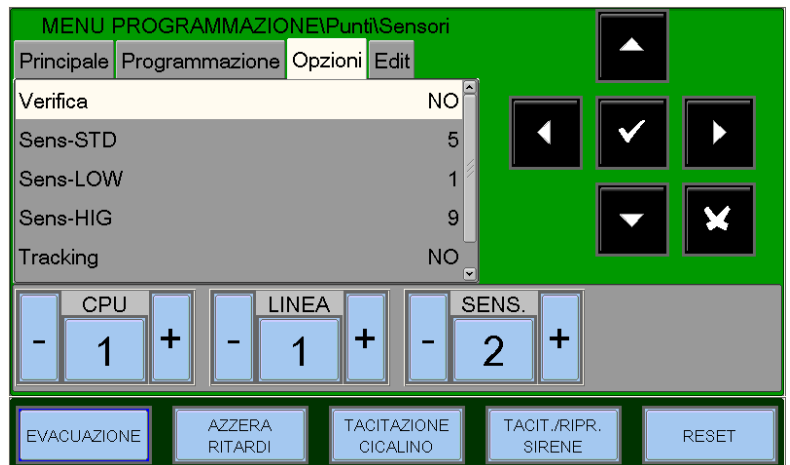 MENU PROGRAMMAZIONE\Punti\Sensori
Principale Programmazione Opzioni Edit
Verifica NO
Sens-STD 5
Sens-LOW 1
Sens-HIG 9
Tracking NO
CPU LINEA SENS.
- 1 + - 1 + - 2 +
EVACUAZIONE AZZERA RITARDI TACITAZIONE CICALINO TACIT./RIPR. SIRENE RESET